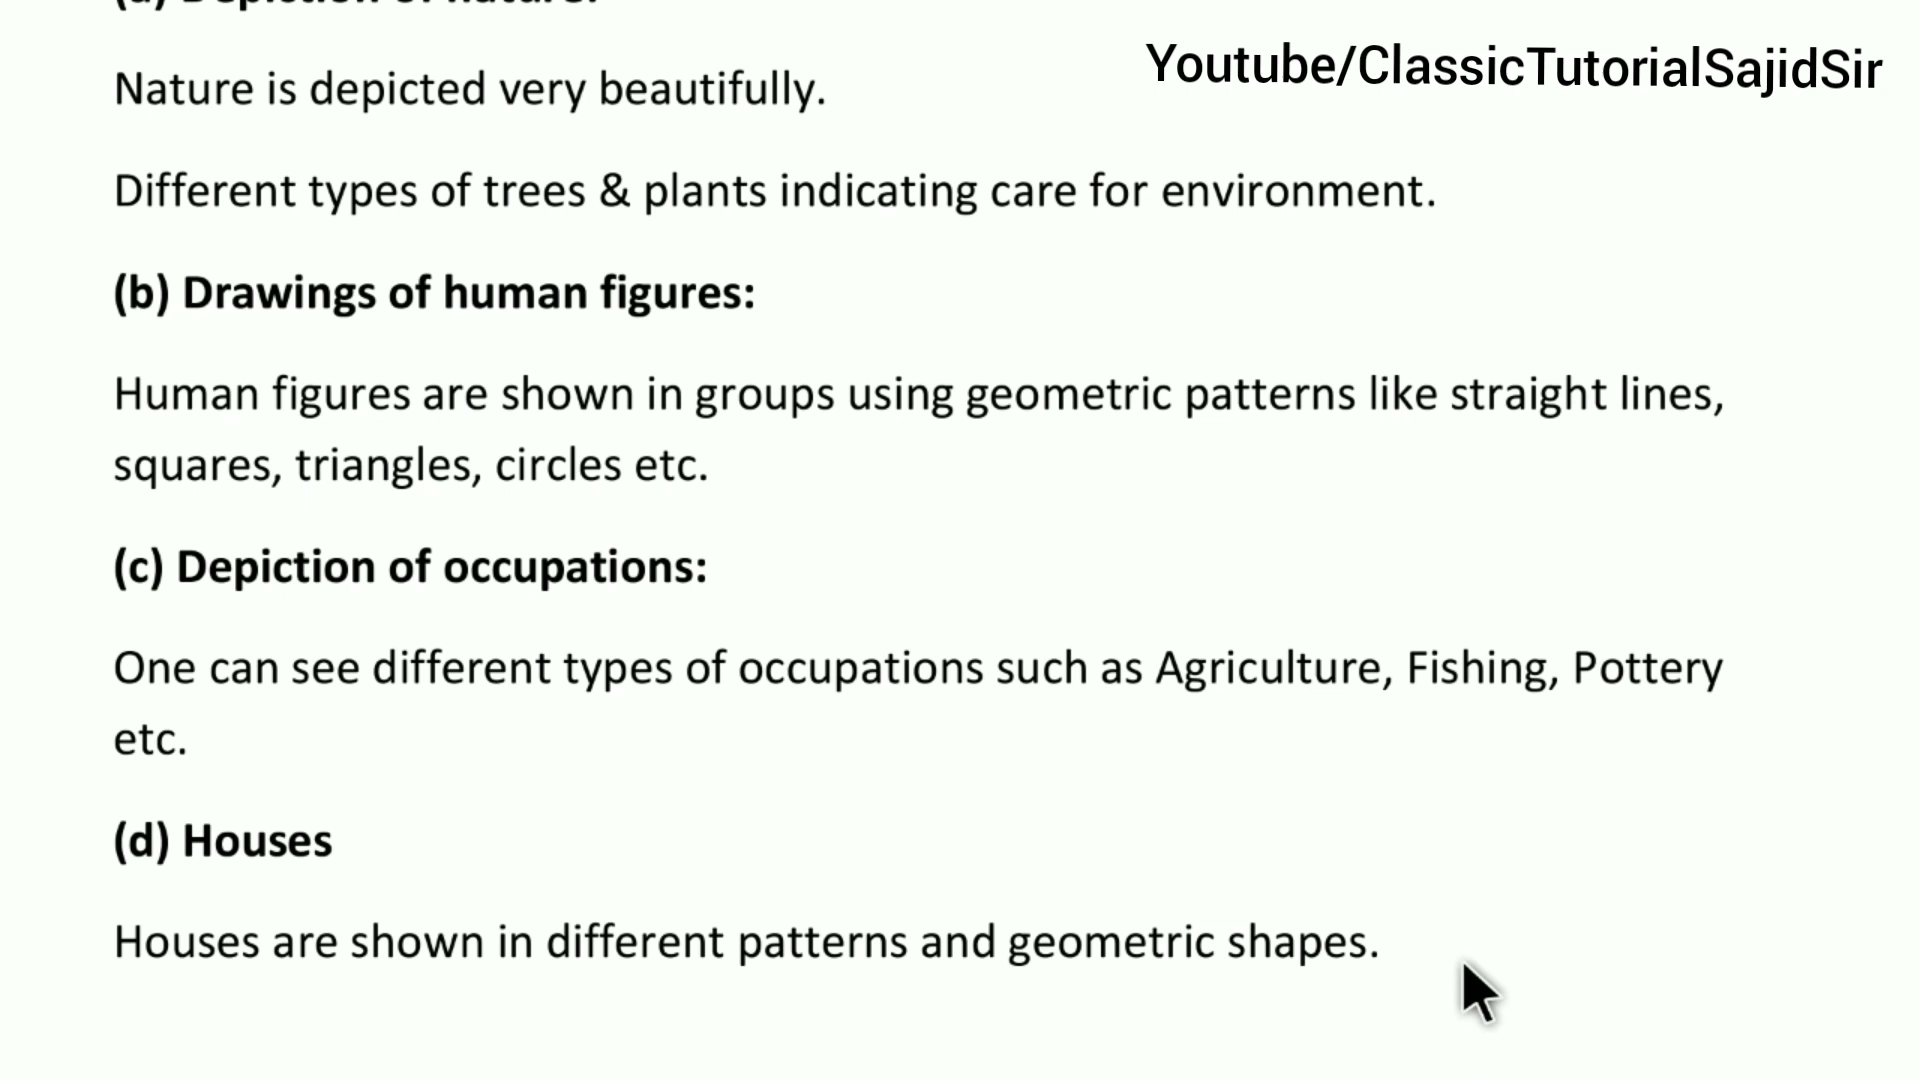 (a) Depiction of nature:
Youtube/ClassicTutorialSajidSir
Nature is depicted very beautifully.
Different types of trees & plants indicating care for environment.
(b) Drawings of human figures:
Human figures are shown in groups using geometric patterns like straight lines,
squares, triangles, circles etc.
(c) Depiction of occupations:
One can see different types of occupations such as Agriculture, Fishing, Pottery
etc.
(d) Houses
Houses are shown in different patterns and geometric shapes.